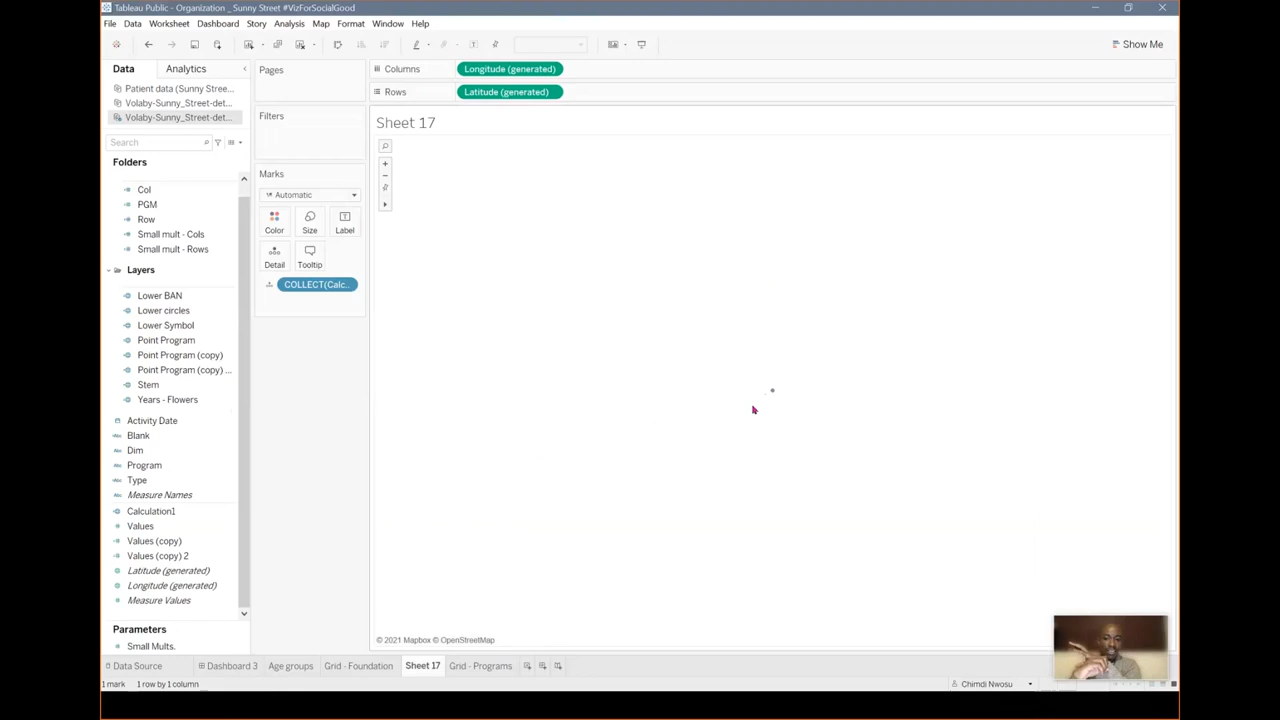 Tableau Public - Organization _ Sunny Street #VizForSocialGood
File Data Worksheet Dashboard Story Analysis Map Format Window Help
Show Me
Data Analytics
Patient data (Sunny Stree...
Volaby-Sunny_Street-det...
Volaby-Sunny_Street-det...
Search
Folders
Col
PGM
Row
Small mult - Cols
Small mult - Rows
Layers
Lower BAN
Lower circles
Lower Symbol
Point Program
Point Program (copy)
Point Program (copy) ...
Stem
Years - Flowers
Activity Date
Abc Blank
Abc Dim
Abc Program
Abc Type
Measure Names
Calculation1
Values
Values (copy)
Values (copy) 2
Latitude (generated)
Longitude (generated)
Measure Values
Parameters
Small Mults.
Pages
Filters
Marks
Automatic
Color Size Label
Detail Tooltip
COLLECT(Calc..
Columns Longitude (generated)
Rows Latitude (generated)
Sheet 17
© 2021 Mapbox © OpenStreetMap
Data Source Dashboard 3 Age groups Grid - Foundation Sheet 17 Grid - Programs
1 mark 1 row by 1 column Chimdi Nwosu